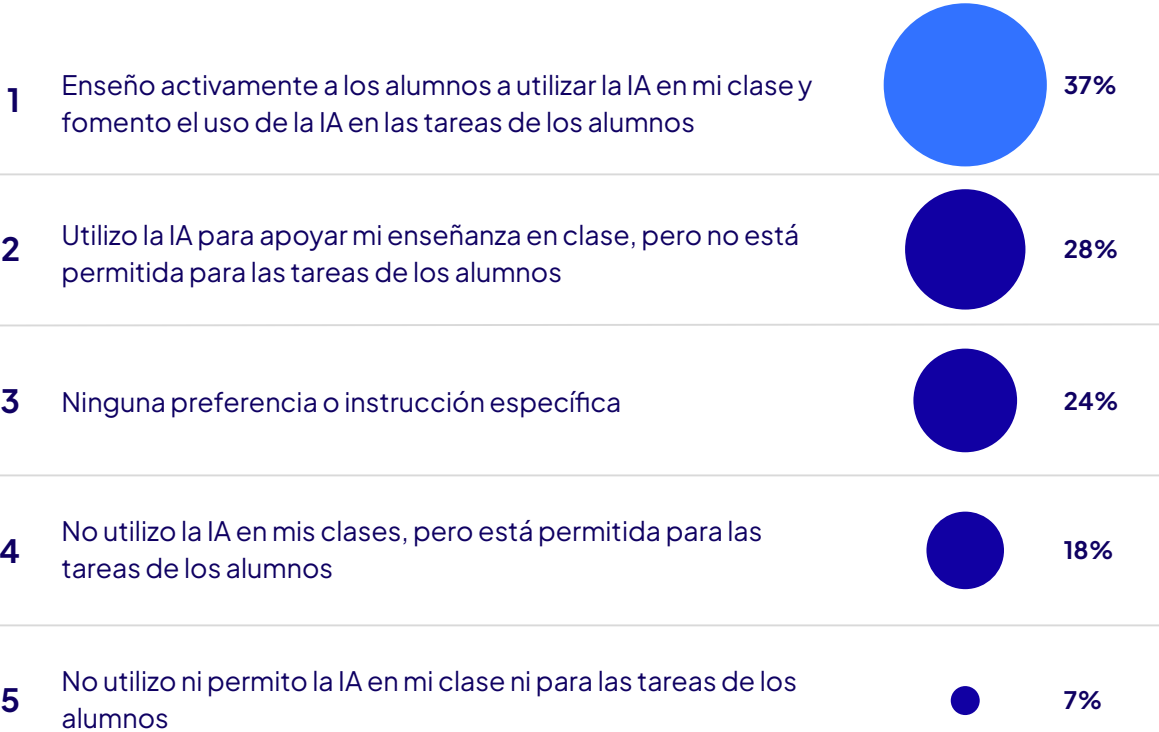 1
Enseño activamente a los alumnos a utilizar la IA en mi clase y
fomento el uso de la IA en las tareas de los alumnos
37%
2
Utilizo la IA para apoyar mi enseñanza en clase, pero no está
permitida para las tareas de los alumnos
28%
3
Ninguna preferencia o instrucción específica
24%
4
No utilizo la IA en mis clases, pero está permitida para las
tareas de los alumnos
18%
5
No utilizo ni permito la IA en mi clase ni para las tareas de los
alumnos
7%